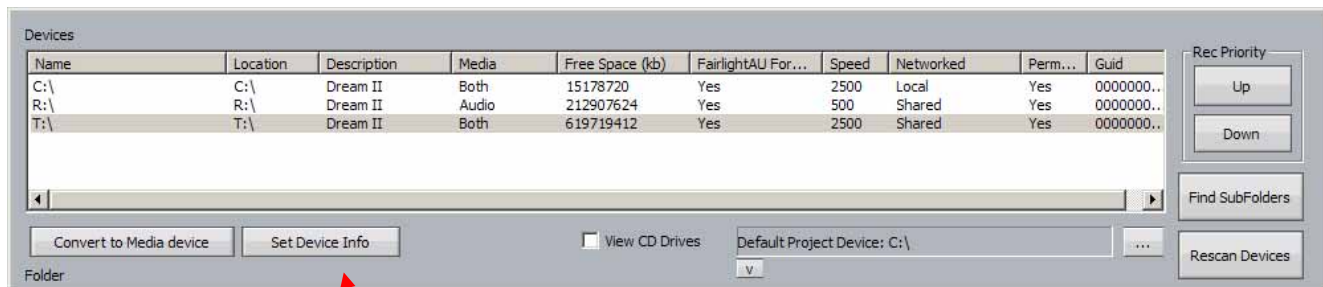 Devices
Name Location Description Media Free Space (kb) FairlightAU For... Speed Networked Perm... Guid
C:\ C:\ Dream II Both 15178720 Yes 2500 Local Yes 0000000...
R:\ R:\ Dream II Audio 212907624 Yes 500 Shared Yes 0000000...
T:\ T:\ Dream II Both 619719412 Yes 2500 Shared Yes 0000000...
Rec Priority
Up
Down
Find SubFolders
Convert to Media device Set Device Info View CD Drives Default Project Device: C:\ ...
v
Rescan Devices
Folder